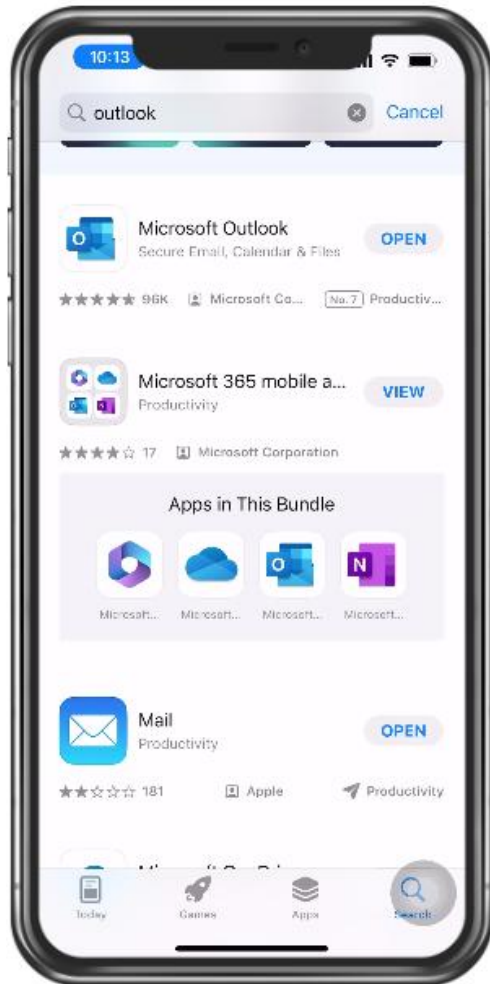 10:13
outlook Cancel
Microsoft Outlook
Secure Email, Calendar & Files
OPEN
96K Microsoft Co... No. 7 Productiv...
Microsoft 365 mobile a...
Productivity
VIEW
17 Microsoft Corporation
Apps in This Bundle
Microsoft... Microsoft... Microsoft... Microsoft...
Mail
Productivity
OPEN
181 Apple Productivity
Today Games Apps Search